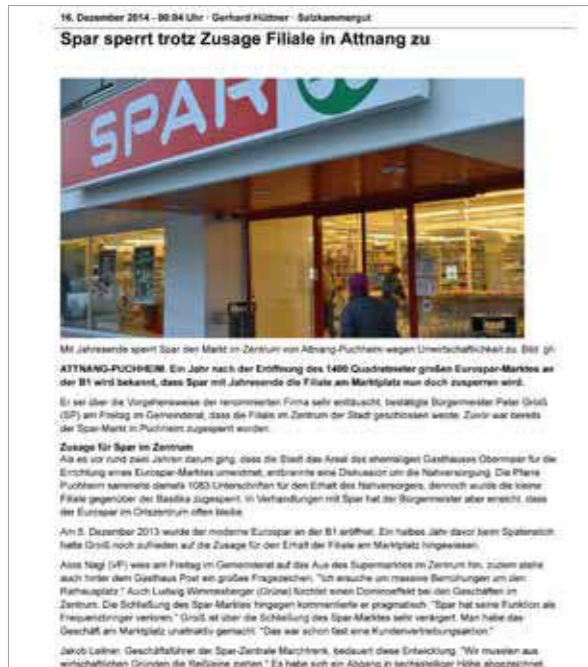 16. Dezember 2014 - 00:04 Uhr · Gerhard Hüttner · Salzkammergut
Spar sperrt trotz Zusage Filiale in Attnang zu
SPAR
Mit Jahresende sperrt Spar den Markt im Zentrum von Attnang-Puchheim wegen Unwirtschaftlichkeit zu. Bild: gh
ATTNANG-PUCHHEIM. Ein Jahr nach der Eröffnung des 1400 Quadratmeter großen Eurospar-Marktes an
der B1 wird bekannt, dass Spar mit Jahresende die Filiale am Marktplatz nun doch zusperren wird.
Er sei über die Vorgehensweise der renommierten Firma sehr enttäuscht, bestätigte Bürgermeister Peter Groiß
(SP) am Freitag im Gemeinderat, dass die Filiale im Zentrum der Stadt geschlossen werde. Zuvor war bereits
der Spar-Markt in Puchheim zugesperrt worden.
Zusage für Spar im Zentrum
Als es vor rund zwei Jahren darum ging, dass die Stadt das Areal des ehemaligen Gasthauses Obermaier für die
Errichtung eines Eurospar-Marktes umwidmet, entbrannte eine Diskussion um die Nahversorgung. Die Pfarre
Puchheim sammelte damals 1083 Unterschriften für den Erhalt des Nahversorgers, dennoch wurde die kleine
Filiale gegenüber der Basilika zugesperrt. In Verhandlungen mit Spar hat der Bürgermeister aber erreicht, dass
der Eurospar im Ortszentrum offen bleibe.
Am 5. Dezember 2013 wurde der moderne Eurospar an der B1 eröffnet. Ein halbes Jahr davor beim Spatenstich
hatte Groiß noch zufrieden auf die Zusage für den Erhalt der Filiale am Marktplatz hingewiesen.
Alois Nagl (VP) wies am Freitag im Gemeinderat auf das Aus des Supermarktes im Zentrum hin, zudem stehe
auch hinter dem Gasthaus Post ein großes Fragezeichen. "Ich ersuche um massive Bemühungen um den
Rathausplatz." Auch Ludwig Wimmesberger (Grüne) fürchtet einen Dominoeffekt bei den Geschäften im
Zentrum. Die Schließung des Spar-Marktes hingegen kommentierte er pragmatisch: "Spar hat seine Funktion als
Frequenzbringer verloren." Groiß ist über die Schließung des Spar-Marktes sehr verärgert. Man habe das
Geschäft am Marktplatz unattraktiv gemacht. "Das war schon fast eine Kundenvertreibungsaktion."
Jakob Leitner, Geschäftsführer der Spar-Zentrale Marchtrenk, bedauert diese Entwicklung. "Wir mussten aus
wirtschaftlichen Gründen die Reißleine ziehen." Es habe sich ein Abgang in sechsstelliger Höhe abgezeichnet.